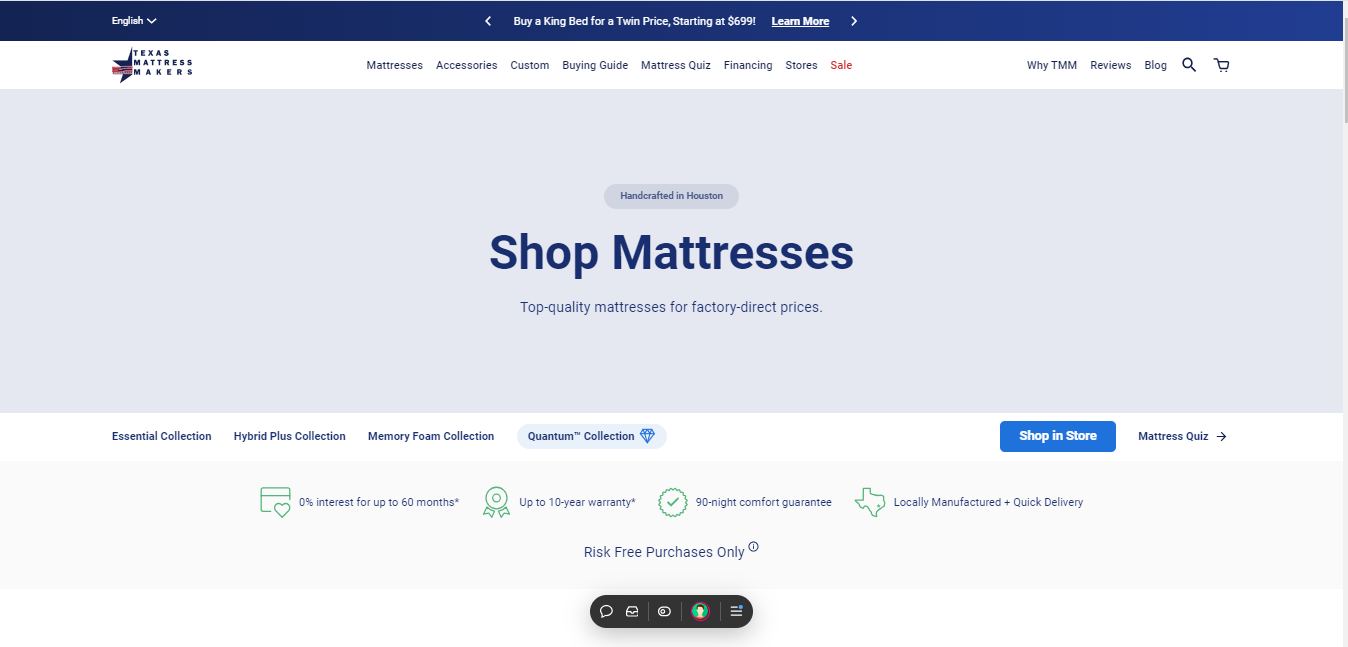 English
Buy a King Bed for a Twin Price, Starting at $699! Learn More
TEXAS
MATTRESS
MAKERS
Mattresses Accessories Custom Buying Guide Mattress Quiz Financing Stores Sale
Why TMM Reviews Blog
Handcrafted in Houston
Shop Mattresses
Top-quality mattresses for factory-direct prices.
Essential Collection Hybrid Plus Collection Memory Foam Collection Quantum™ Collection
Shop in Store Mattress Quiz →
0% interest for up to 60 months* Up to 10-year warranty* 90-night comfort guarantee Locally Manufactured + Quick Delivery
Risk Free Purchases Only